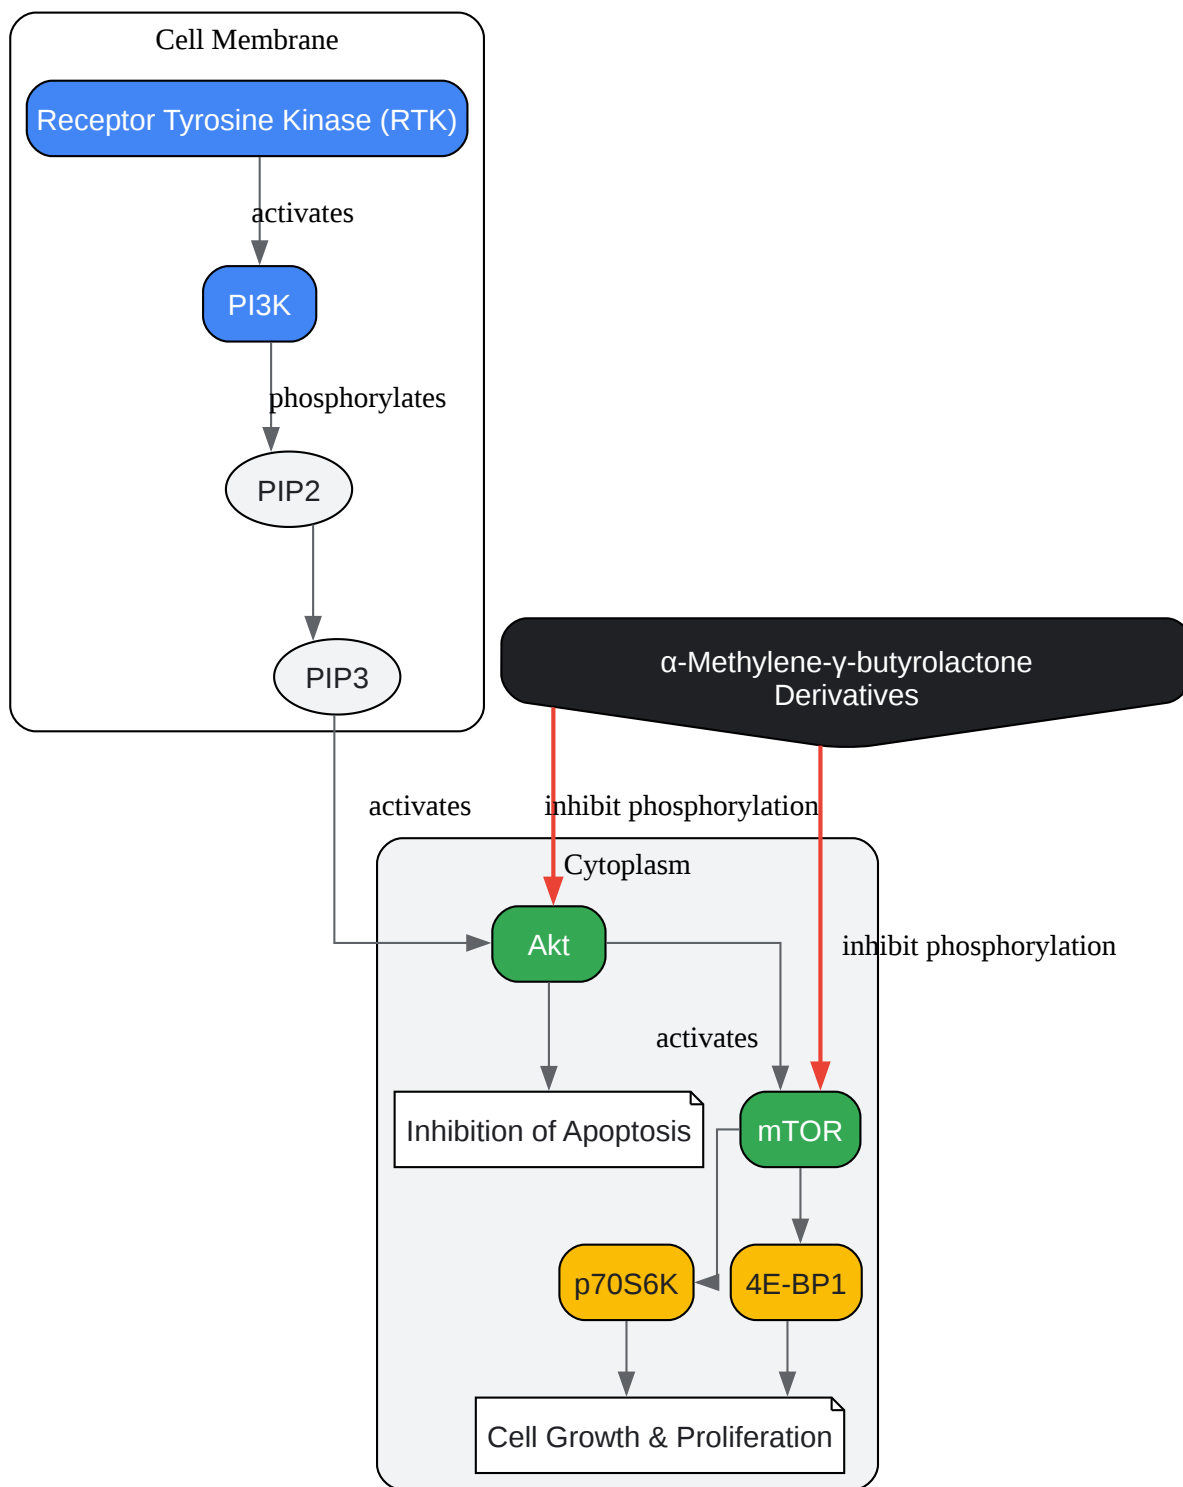 Cell Membrane
Receptor Tyrosine Kinase (RTK)
activates
PI3K
phosphorylates
PIP2
PIP3
α-Methylene-γ-butyrolactone
Derivatives
activates
inhibit phosphorylation
Cytoplasm
Akt
inhibit phosphorylation
activates
Inhibition of Apoptosis
mTOR
p70S6K
4E-BP1
Cell Growth & Proliferation